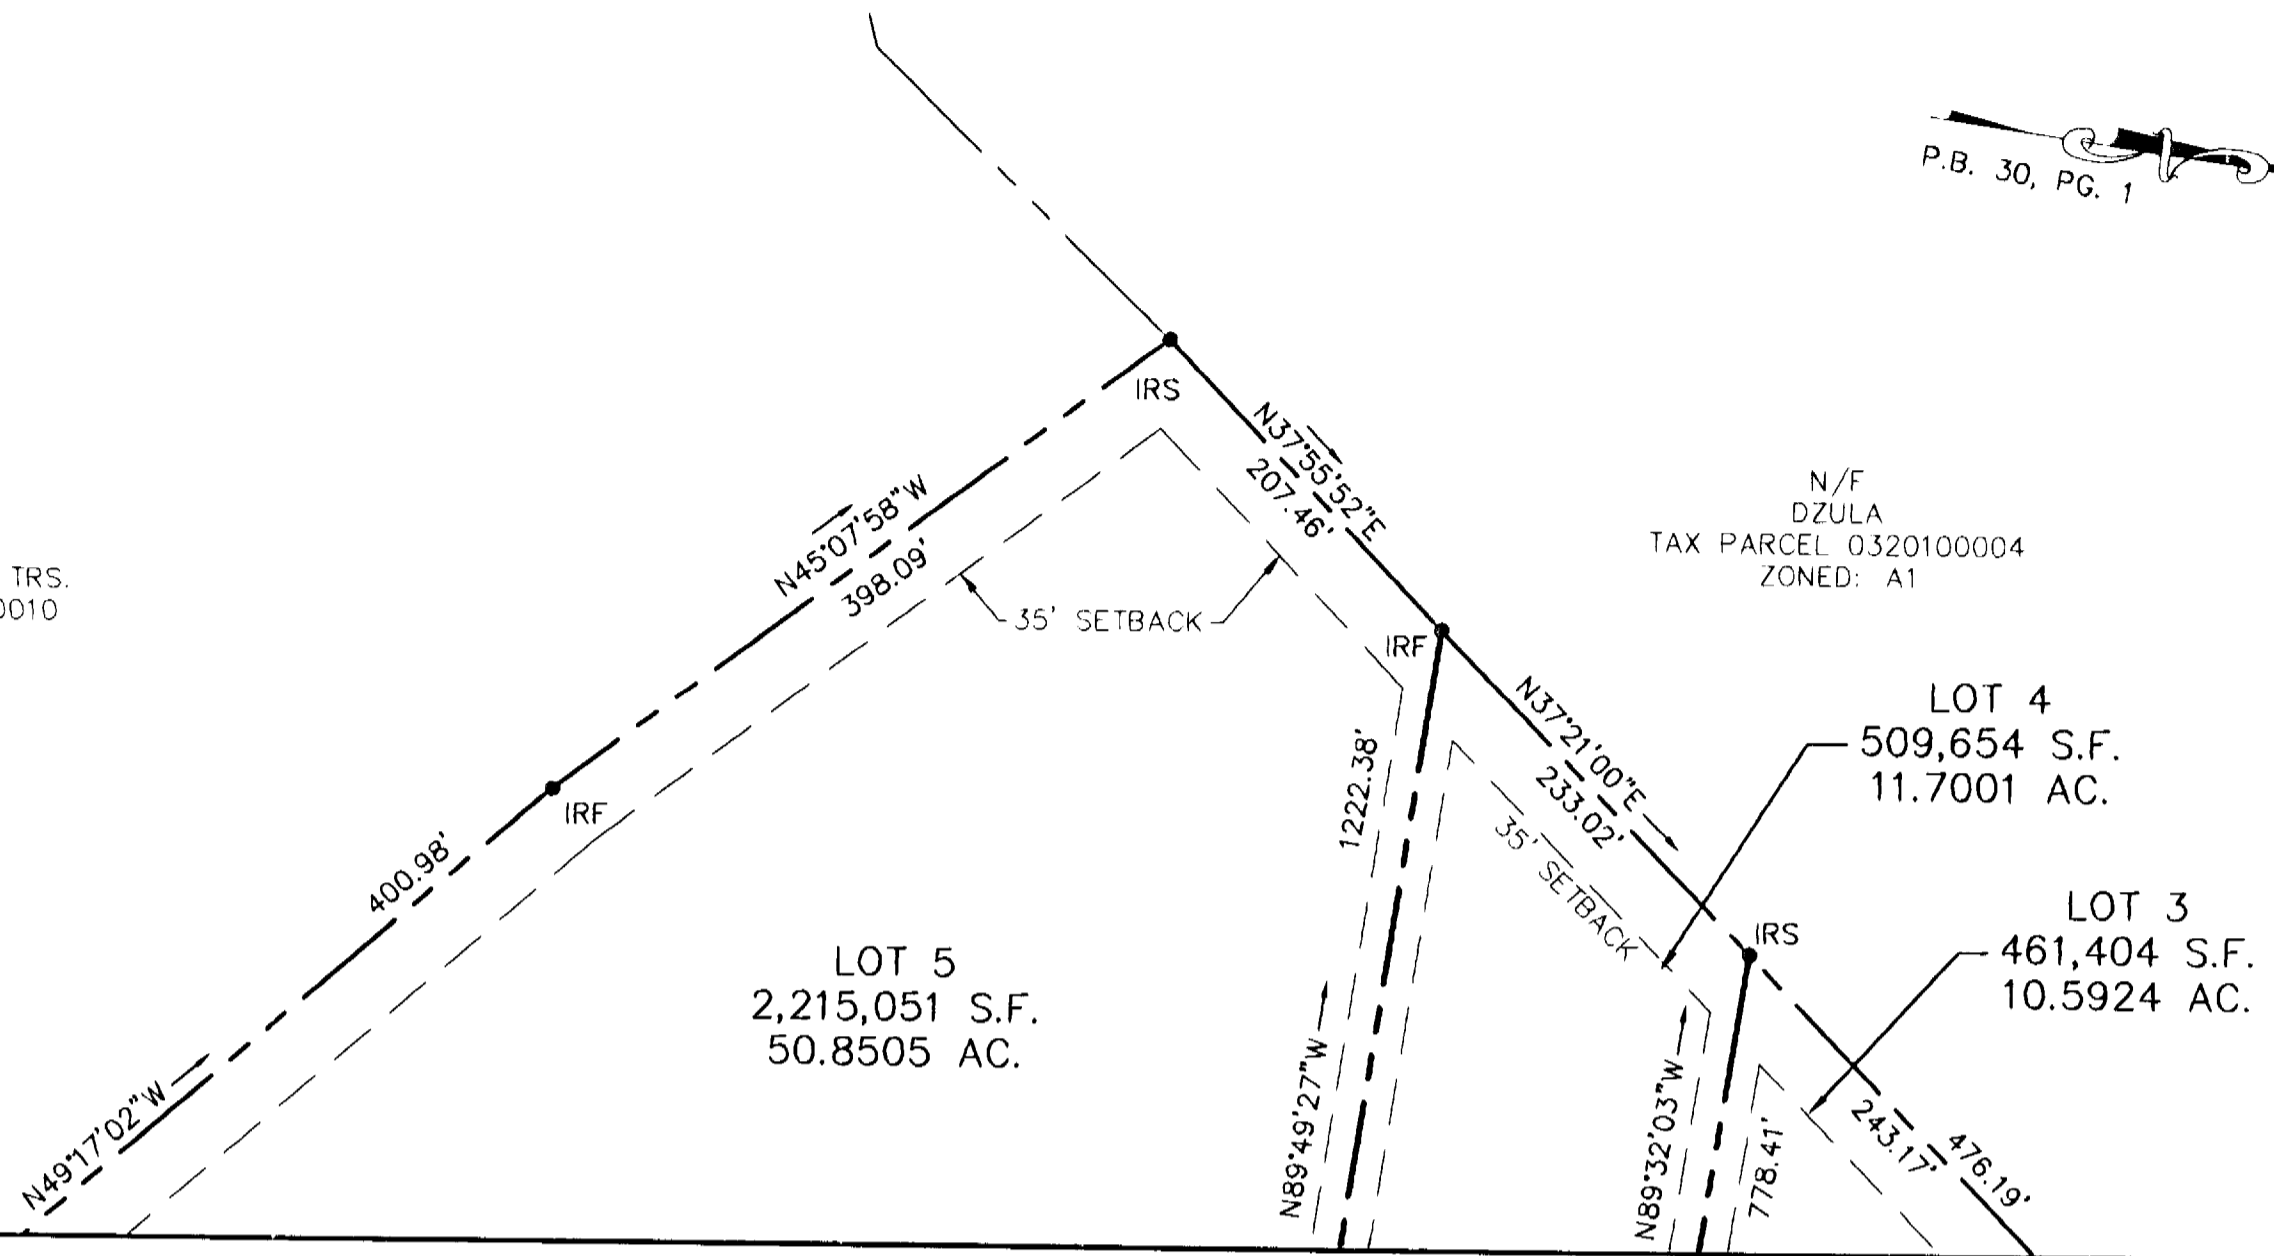 P.B. 30, PG. 1
IRS
N37°55'52"E
207.46'
N45°07'58"W
398.09'
35' SETBACK
N/F
DZULA
TAX PARCEL 0320100004
ZONED: A1
TRS.
0010
IRF
IRF
N37°21'00"E
233.02'
LOT 4
509,654 S.F.
11.7001 AC.
1222.38'
35' SETBACK
400.98'
LOT 3
461,404 S.F.
10.5924 AC.
IRS
LOT 5
2,215,051 S.F.
50.8505 AC.
N49°17'02"W
N89°49'27"W
N89°32'03"W
778.41'
243.17'
476.19'